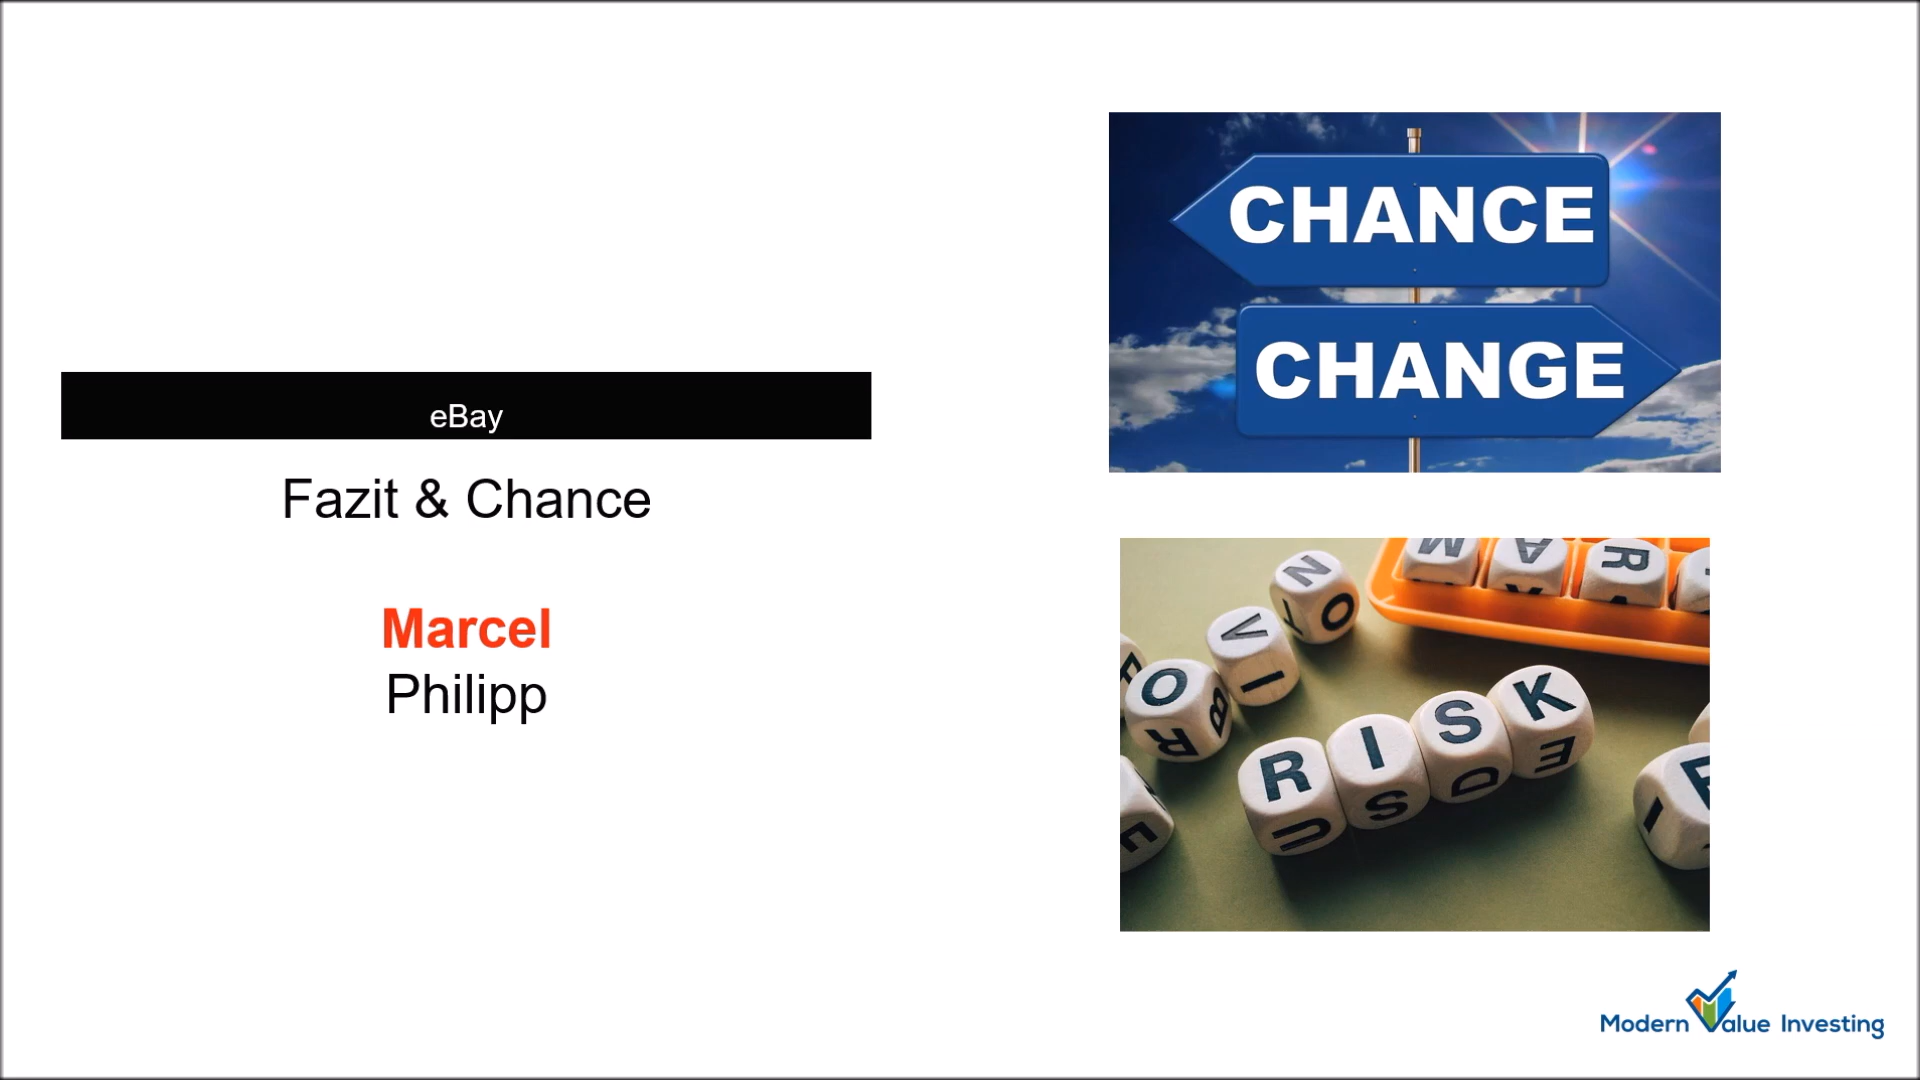 eBay
Fazit & Chance
Marcel
Philipp
CHANCE
CHANGE
RISK
Modern Value Investing